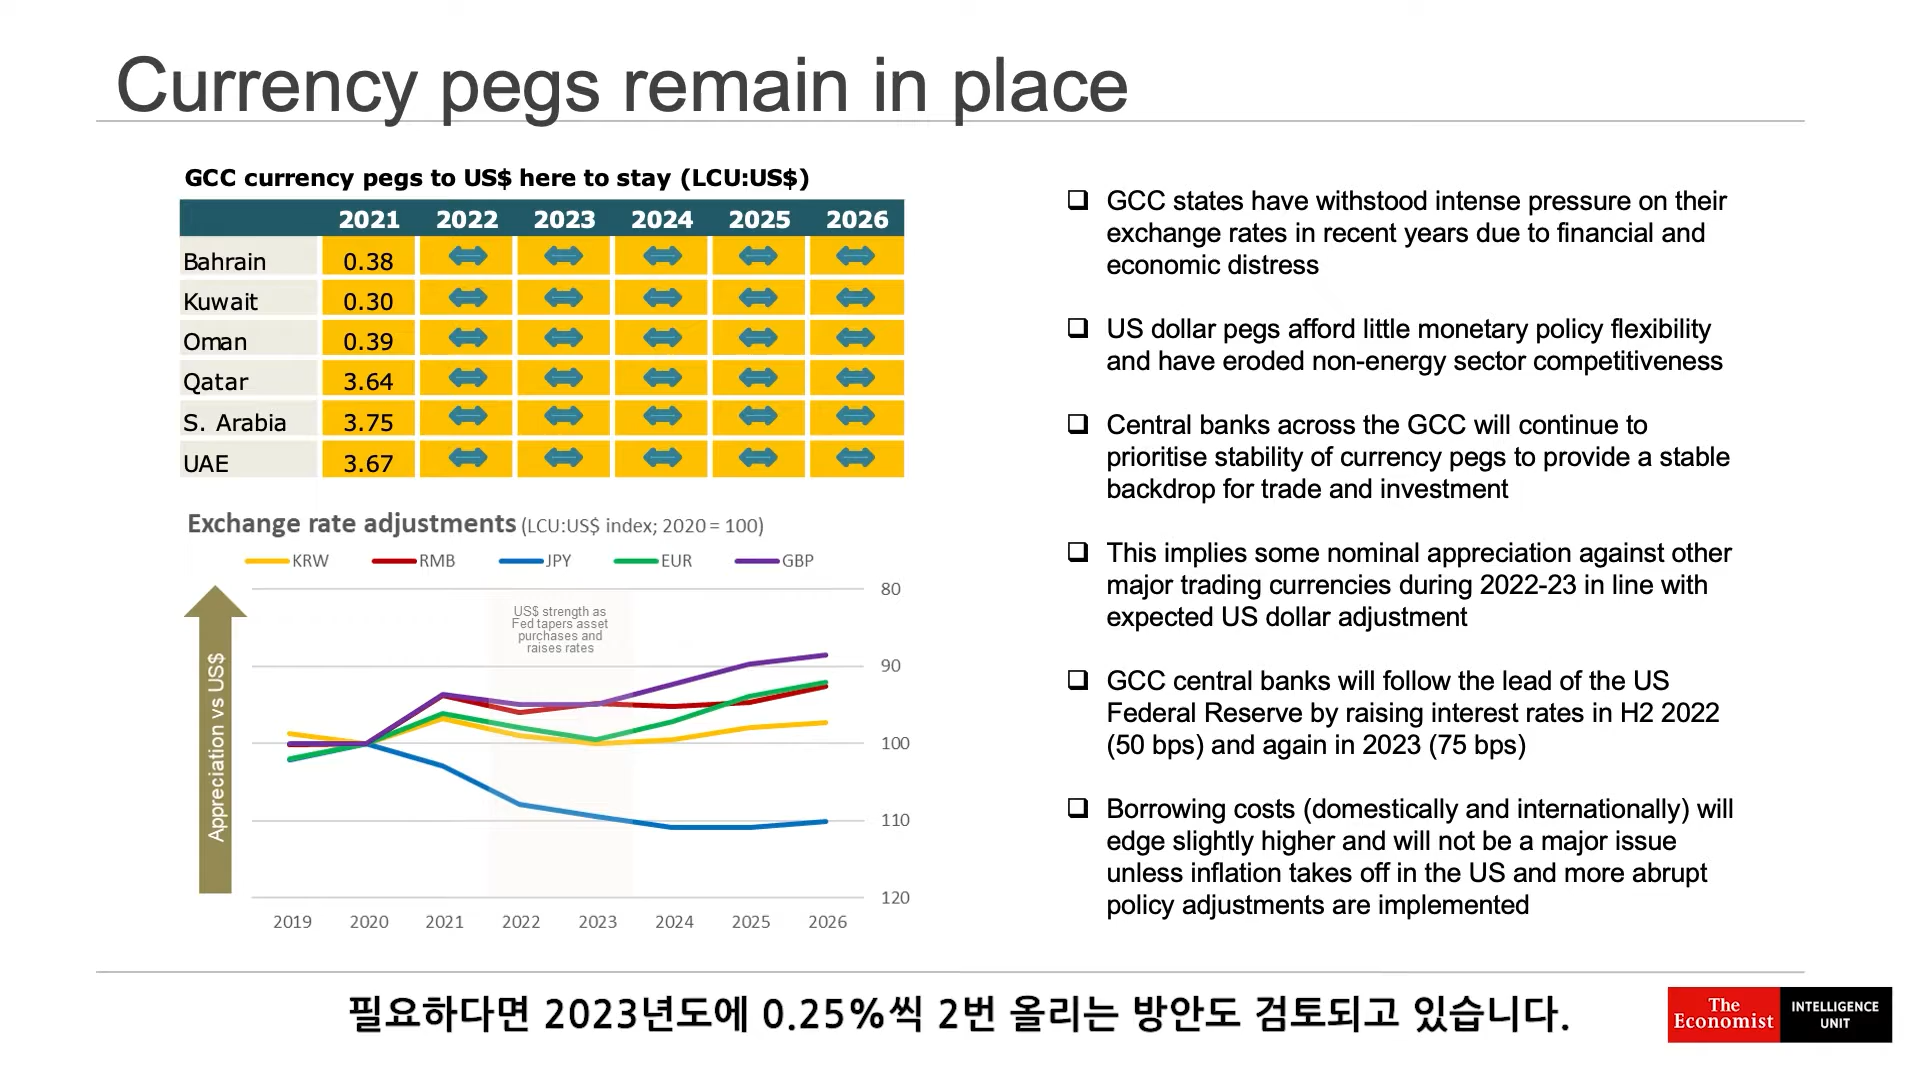 Currency pegs remain in place
GCC currency pegs to US$ here to stay (LCU:US$)
2021 2022 2023 2024 2025 2026
Bahrain 0.38
Kuwait 0.30
Oman 0.39
Qatar 3.64
S. Arabia 3.75
UAE 3.67
Exchange rate adjustments (LCU:US$ index; 2020 = 100)
KRW RMB JPY EUR GBP
Appreciation vs US$
US$ strength as
Fed tapers asset
purchases and
raises rates
80
90
100
110
120
2019 2020 2021 2022 2023 2024 2025 2026
❑ GCC states have withstood intense pressure on their
exchange rates in recent years due to financial and
economic distress
❑ US dollar pegs afford little monetary policy flexibility
and have eroded non-energy sector competitiveness
❑ Central banks across the GCC will continue to
prioritise stability of currency pegs to provide a stable
backdrop for trade and investment
❑ This implies some nominal appreciation against other
major trading currencies during 2022-23 in line with
expected US dollar adjustment
❑ GCC central banks will follow the lead of the US
Federal Reserve by raising interest rates in H2 2022
(50 bps) and again in 2023 (75 bps)
❑ Borrowing costs (domestically and internationally) will
edge slightly higher and will not be a major issue
unless inflation takes off in the US and more abrupt
policy adjustments are implemented
필요하다면 2023년도에 0.25%씩 2번 올리는 방안도 검토되고 있습니다.
The
Economist
INTELLIGENCE
UNIT